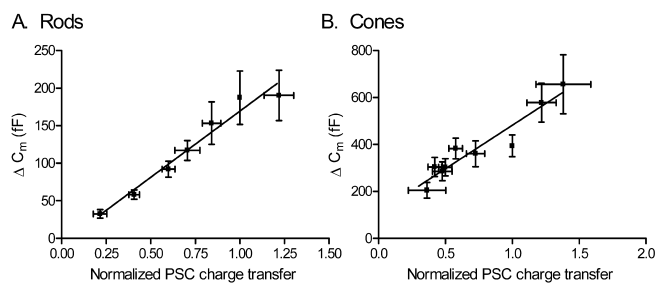 A. Rods
B. Cones
Δ Cm (fF)
250
200
150
100
50
0
0.00 0.25 0.50 0.75 1.00 1.25 1.50
Normalized PSC charge transfer
Δ Cm (fF)
800
600
400
200
0
0.0 0.5 1.0 1.5 2.0
Normalized PSC charge transfer